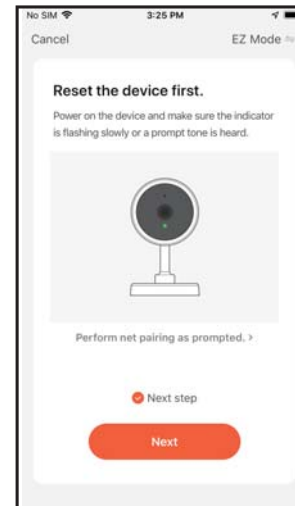 No SIM 3:25 PM
Cancel EZ Mode
Reset the device first.
Power on the device and make sure the indicator
is flashing slowly or a prompt tone is heard.
Perform net pairing as prompted. >
Next step
Next